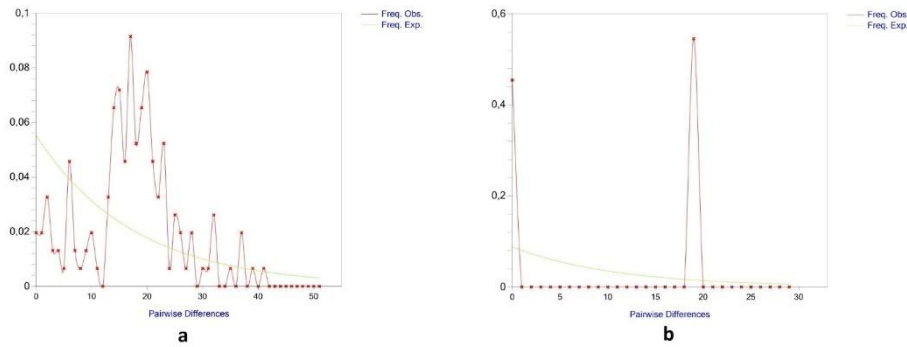 0,1
0,08
0,06
0,04
0,02
0
0 10 20 30 40 50
Pairwise Differences
Freq. Obs.
Freq. Exp.
a
0,6
0,4
0,2
0
0 5 10 15 20 25 30
Pairwise Differences
Freq. Obs
Freq. Exp.
b